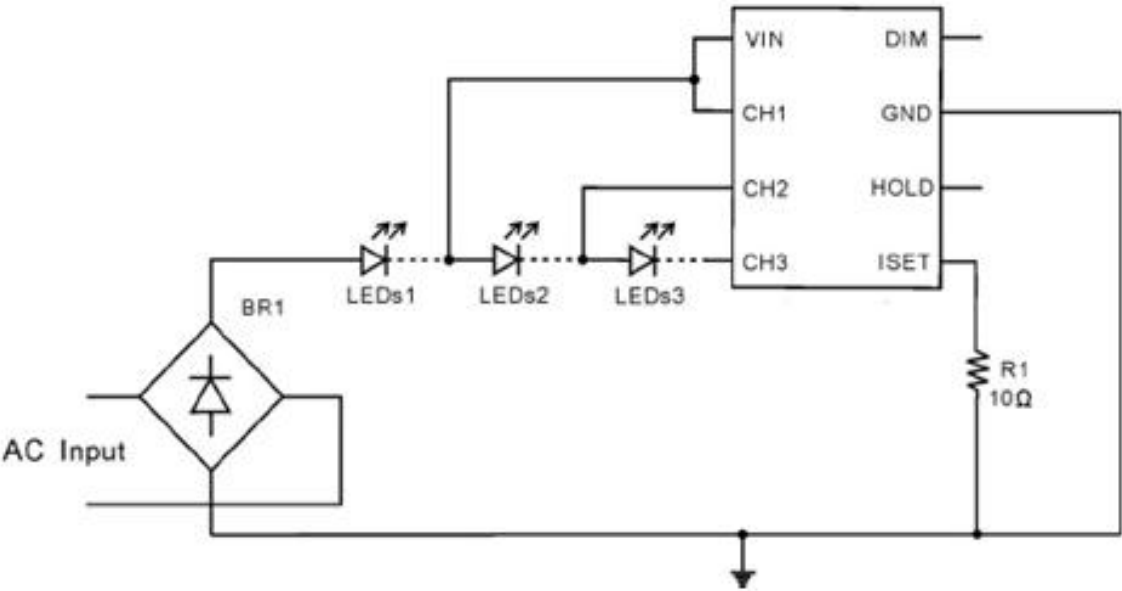 VIN DIM
CH1 GND
CH2 HOLD
CH3 ISET
LEDs1 LEDs2 LEDs3
BR1
R1
10Ω
AC Input